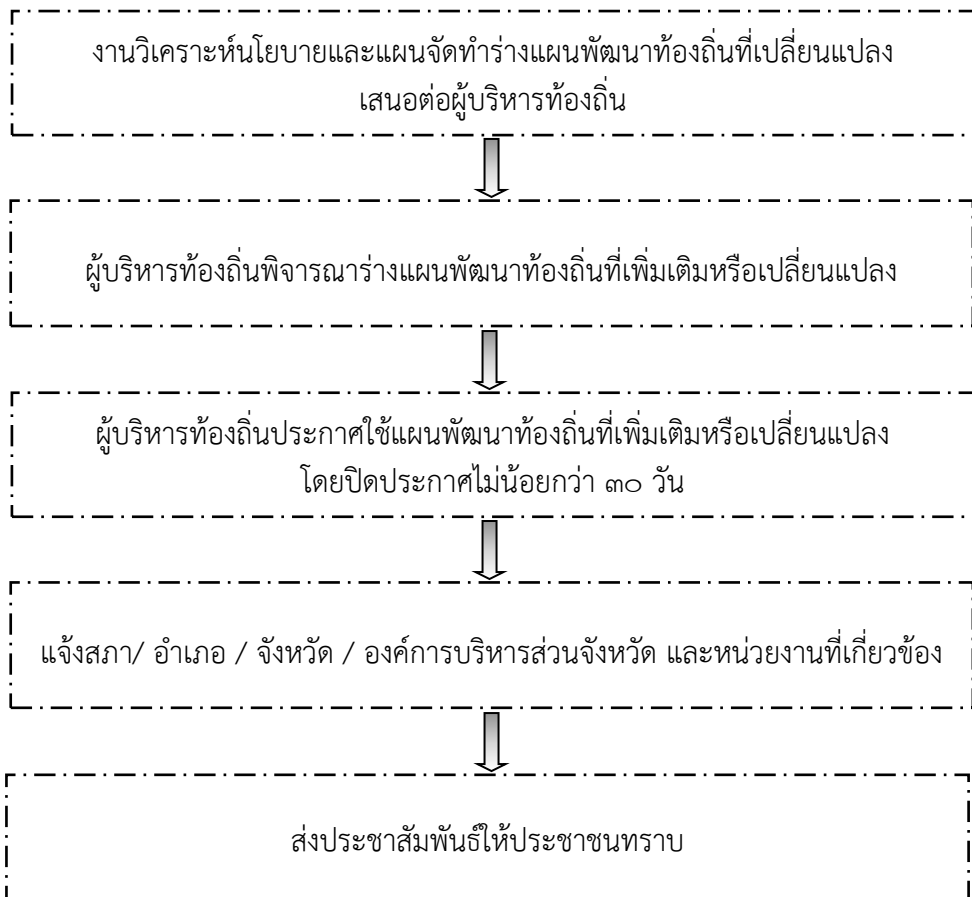 งานวิเคราะห์นโยบายและแผนจัดทำร่างแผนพัฒนาท้องถิ่นที่เปลี่ยนแปลง
เสนอต่อผู้บริหารท้องถิ่น
ผู้บริหารท้องถิ่นพิจารณาร่างแผนพัฒนาท้องถิ่นที่เพิ่มเติมหรือเปลี่ยนแปลง
ผู้บริหารท้องถิ่นประกาศใช้แผนพัฒนาท้องถิ่นที่เพิ่มเติมหรือเปลี่ยนแปลง
โดยปิดประกาศไม่น้อยกว่า ๓๐ วัน
แจ้งสภา/ อำเภอ / จังหวัด / องค์การบริหารส่วนจังหวัด และหน่วยงานที่เกี่ยวข้อง
ส่งประชาสัมพันธ์ให้ประชาชนทราบ